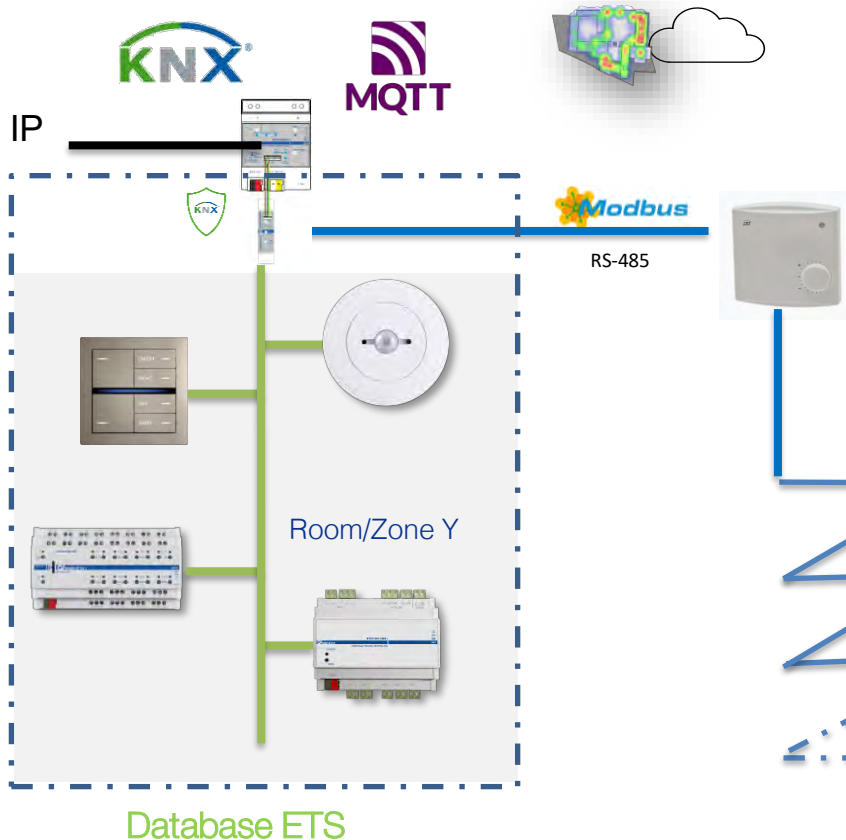 KNX®
MQTT
IP
KNX
Modbus
RS-485
Room/Zone Y
Database ETS